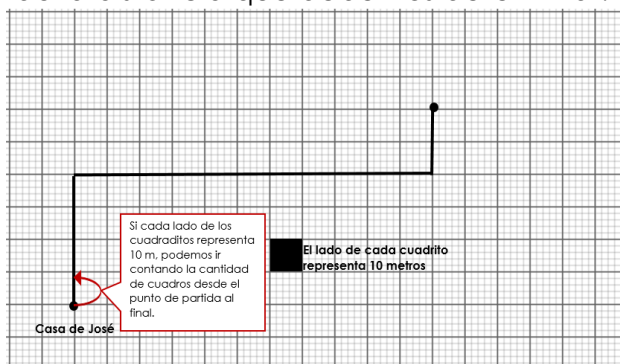 Si cada lado de los
cuadraditos representa
10 m, podemos ir
contando la cantidad
de cuadros desde el
punto de partida al
final.
El lado de cada cuadrito
representa 10 metros
Casa de José